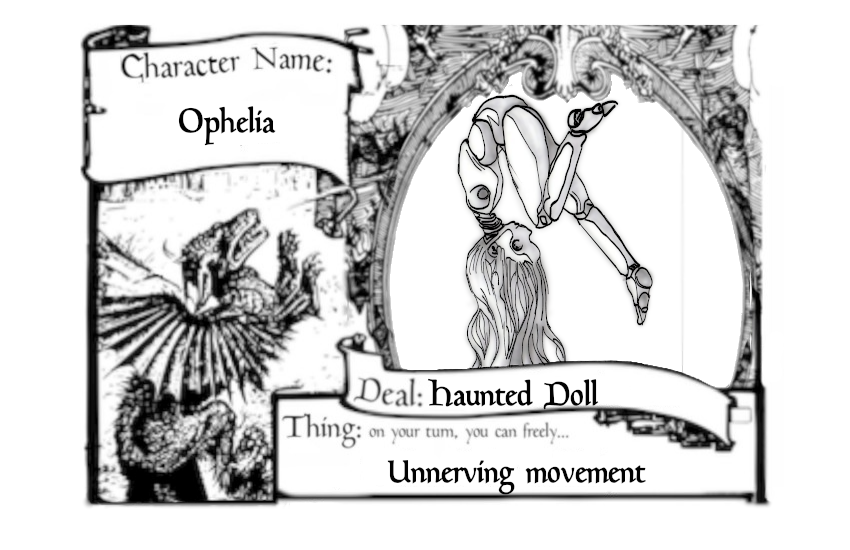 Character Name:
Ophelia
Deal: Haunted Doll
Thing: on your turn, you can freely...
Unnerving movement